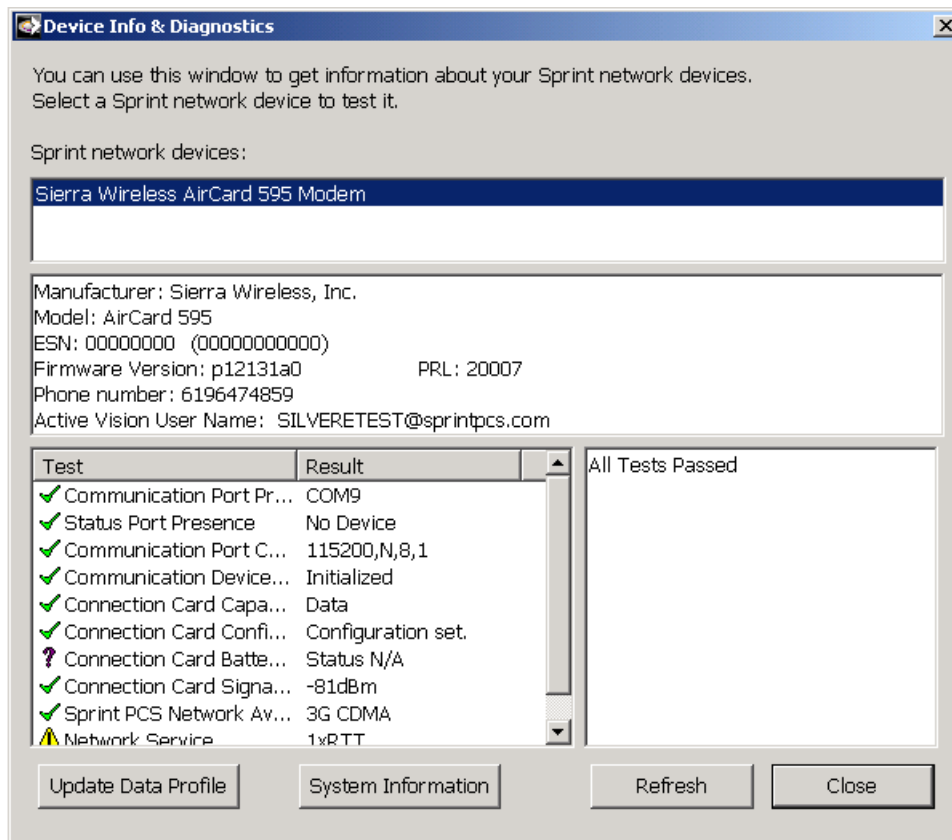 Device Info & Diagnostics
You can use this window to get information about your Sprint network devices.
Select a Sprint network device to test it.
Sprint network devices:
Sierra Wireless AirCard 595 Modem
Manufacturer: Sierra Wireless, Inc.
Model: AirCard 595
ESN: 00000000 (00000000000)
Firmware Version: p12131a0 PRL: 20007
Phone number: 6196474859
Active Vision User Name: SILVERETEST@sprintpcs.com
Test Result
Communication Port Pr... COM9
Status Port Presence No Device
Communication Port C... 115200,N,8,1
Communication Device... Initialized
Connection Card Capa... Data
Connection Card Confi... Configuration set.
? Connection Card Batte... Status N/A
Connection Card Signa... -81dBm
Sprint PCS Network Av... 3G CDMA
Network Service 1xRTT
All Tests Passed
Update Data Profile System Information Refresh Close